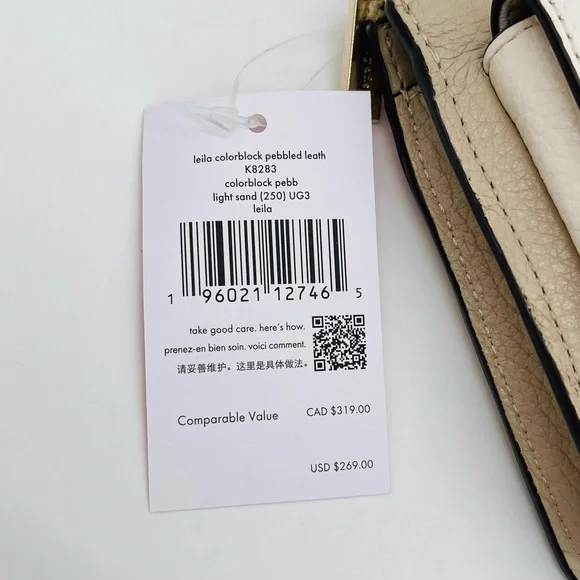 leila colorblock pebbled leath
K8283
colorblock pebb
light sand (250) UG3
leila
1 96021 12746 5
take good care. here's how.
prenez-en bien soin. voici comment.
请妥善维护。这里是具体做法。
Comparable Value CAD $319.00
USD $269.00